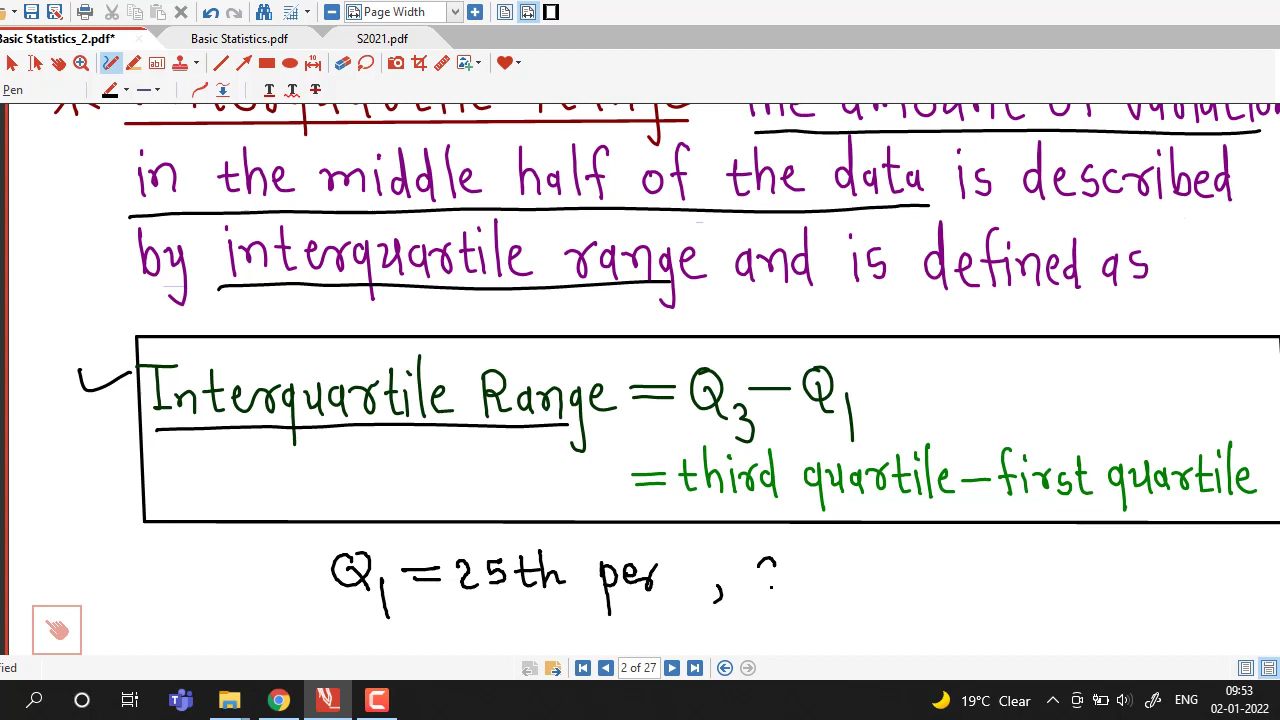 Page Width
Basic Statistics_2.pdf*
Basic Statistics.pdf
S2021.pdf
Pen
in the middle half of the data is described
by interquartile range and is defined as
Interquartile Range = Q3 – Q1
= third quartile – first quartile
Q1 = 25th per ,
2 of 27
ENG
19°C Clear
09:53
02-01-2022